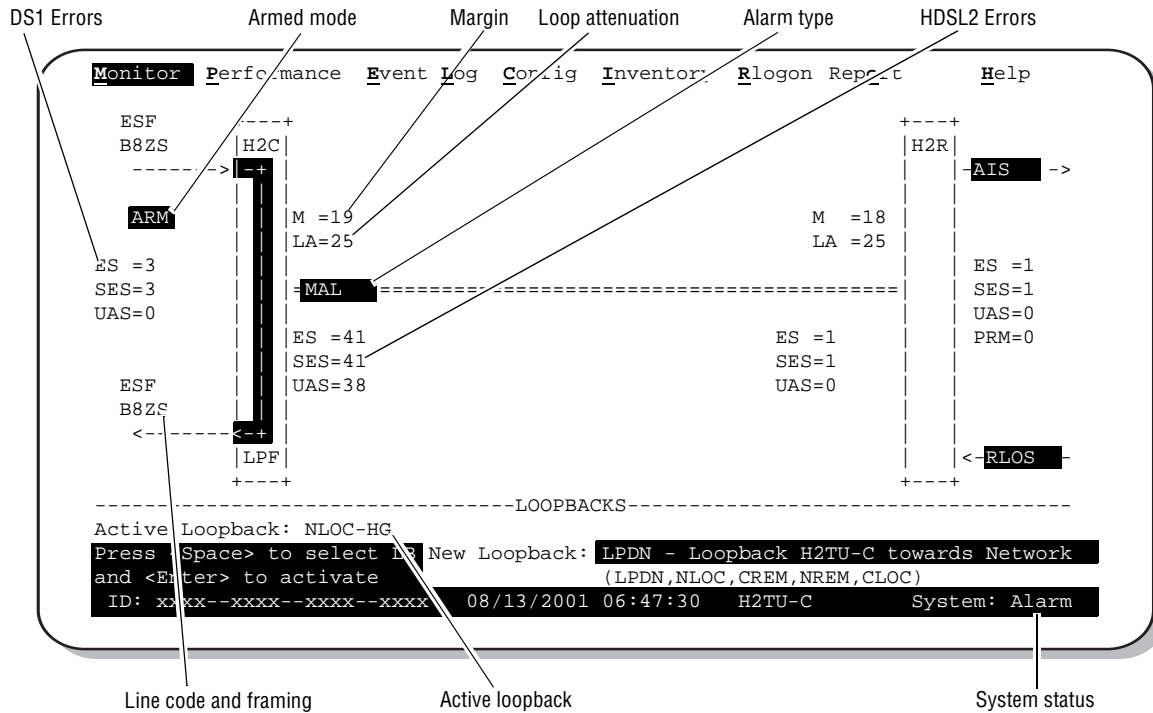 DS1 Errors Armed mode Margin Loop attenuation Alarm type HDSL2 Errors
Monitor Performance Event Log Config Inventory Rlogon Report Help
ESF +----+ +----+
B8ZS |H2C| |H2R|
------->|-+ -AIS ->
ARM M =19 M =18
LA=25 LA =25
ES =3 ES =1
SES=3 =MAL ==================================== SES=1
UAS=0 UAS=0
ES =41 ES =1 PRM=0
SES=41 SES=1
ESF UAS=38 UAS=0
B8ZS
<--------<-+
|LPF| <-RLOS -
+----+ +----+
--------------------------------LOOPBACKS----------------------------------
Active Loopback: NLOC-HG
Press <Space> to select LB New Loopback: LPDN - Loopback H2TU-C towards Network
and <Enter> to activate (LPDN,NLOC,CREM,NREM,CLOC)
ID: xxxx--xxxx--xxxx--xxxx 08/13/2001 06:47:30 H2TU-C System: Alarm
Line code and framing Active loopback System status